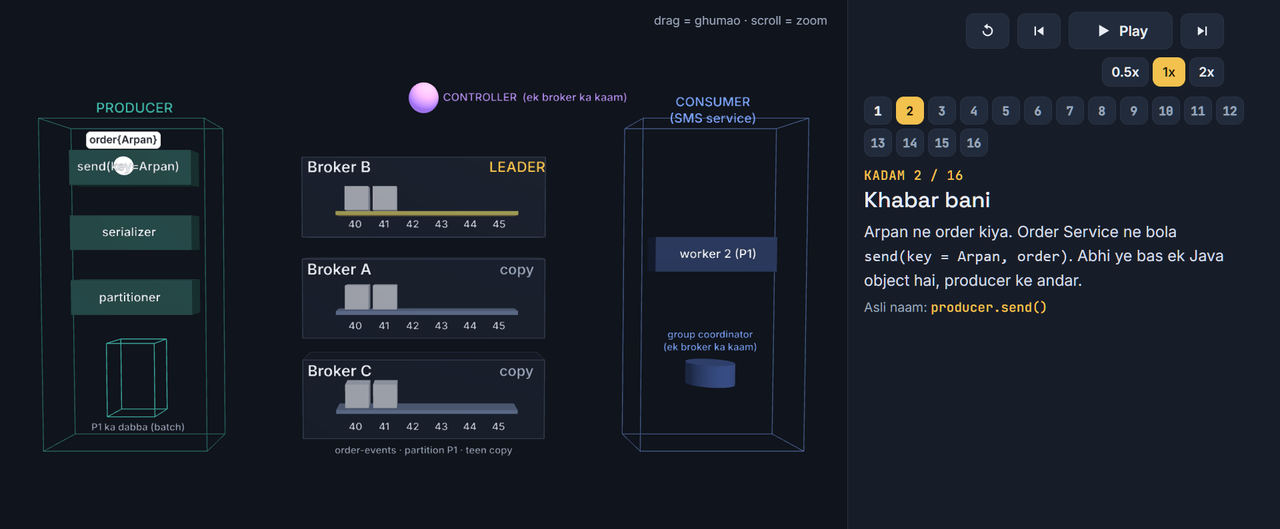 drag = ghumao · scroll = zoom
PRODUCER
order{Arpan}
send(key=Arpan)
serializer
partitioner
P1 ka dabba (batch)
CONTROLLER (ek broker ka kaam)
Broker B LEADER
40 41 42 43 44 45
Broker A copy
40 41 42 43 44 45
Broker C copy
40 41 42 43 44 45
order-events · partition P1 · teen copy
CONSUMER
(SMS service)
worker 2 (P1)
group coordinator
(ek broker ka kaam)
Play
0.5x 1x 2x
1 2 3 4 5 6 7 8 9 10 11 12
13 14 15 16
KADAM 2 / 16
Khabar bani
Arpan ne order kiya. Order Service ne bola
send(key = Arpan, order). Abhi ye bas ek Java
object hai, producer ke andar.
Asli naam: producer.send()